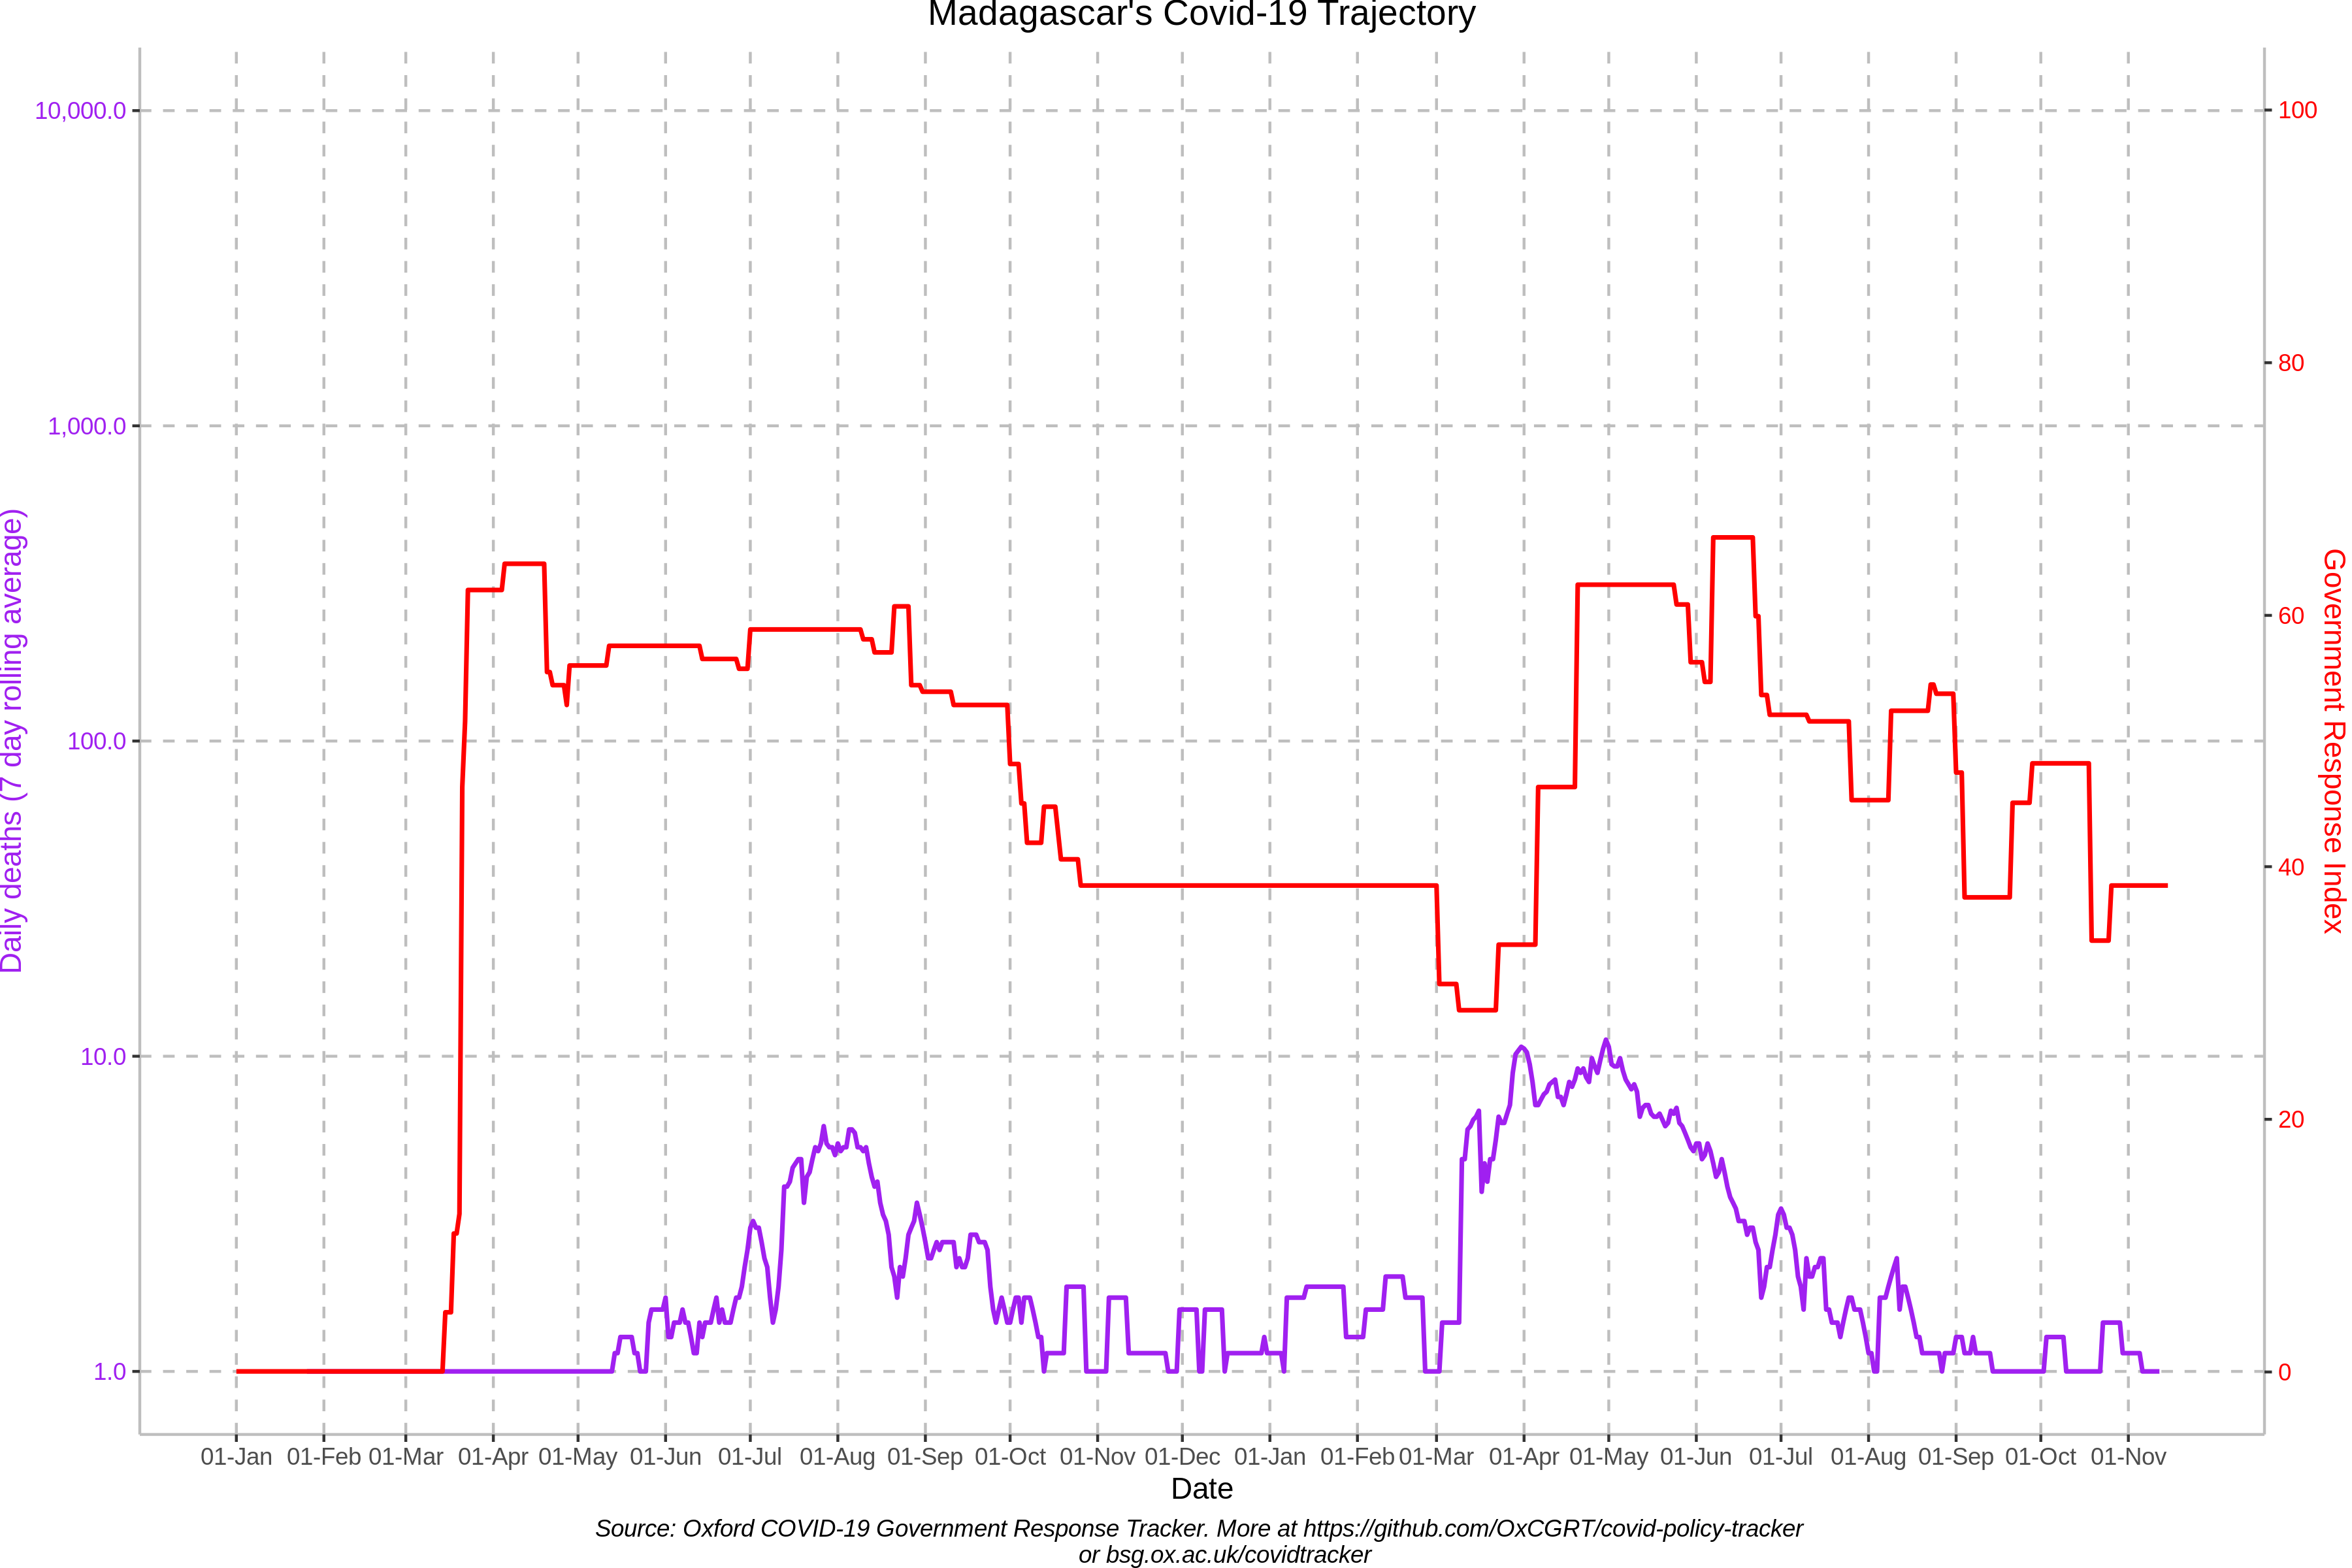 Madagascar's Covid-19 Trajectory
10,000.0
1,000.0
100.0
10.0
1.0
Daily deaths (7 day rolling average)
100
80
60
40
20
0
Government Response Index
01-Jan 01-Feb 01-Mar 01-Apr 01-May 01-Jun 01-Jul 01-Aug 01-Sep 01-Oct 01-Nov 01-Dec 01-Jan 01-Feb 01-Mar 01-Apr 01-May 01-Jun 01-Jul 01-Aug 01-Sep 01-Oct 01-Nov
Date
Source: Oxford COVID-19 Government Response Tracker. More at https://github.com/OxCGRT/covid-policy-tracker
or bsg.ox.ac.uk/covidtracker